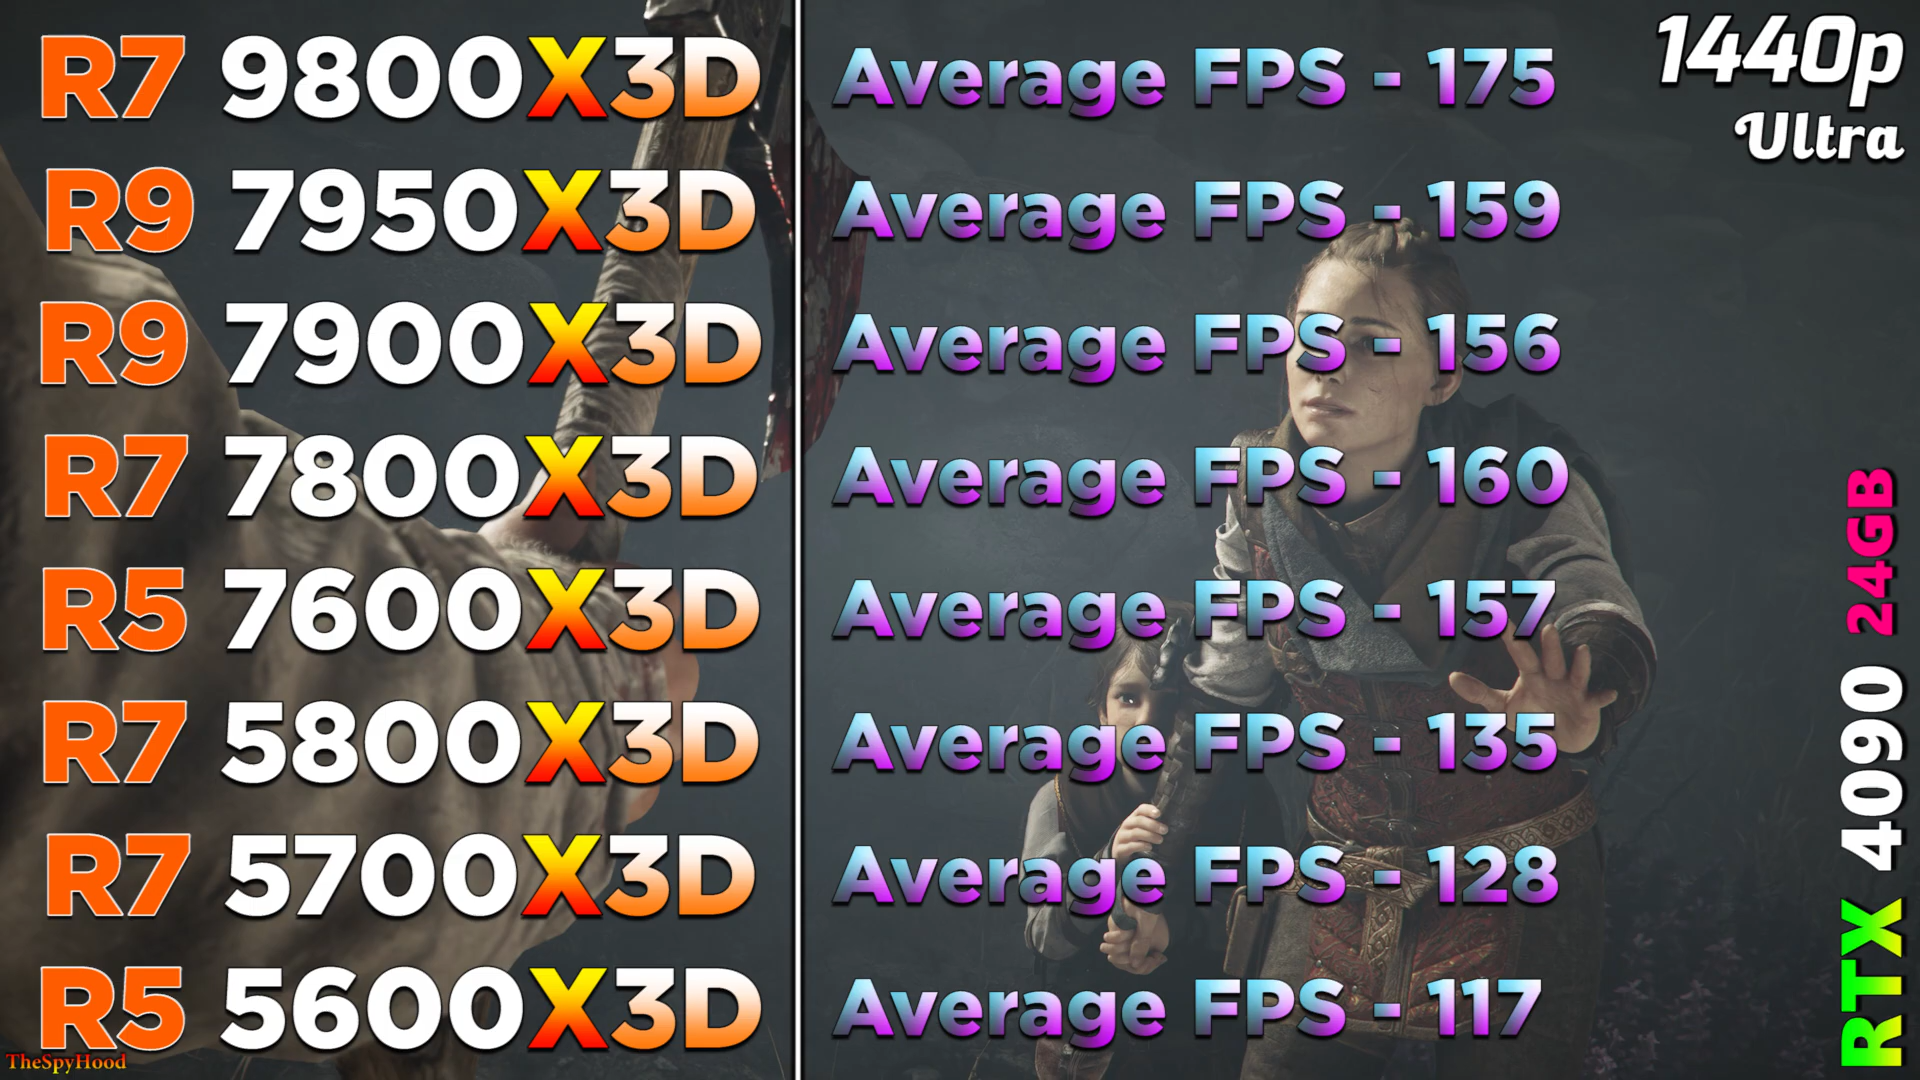 R7 9800X3D Average FPS - 175
R9 7950X3D Average FPS - 159
R9 7900X3D Average FPS - 156
R7 7800X3D Average FPS - 160
R5 7600X3D Average FPS - 157
R7 5800X3D Average FPS - 135
R7 5700X3D Average FPS - 128
R5 5600X3D Average FPS - 117
1440p
Ultra
RTX 4090 24GB
TheSpyHood